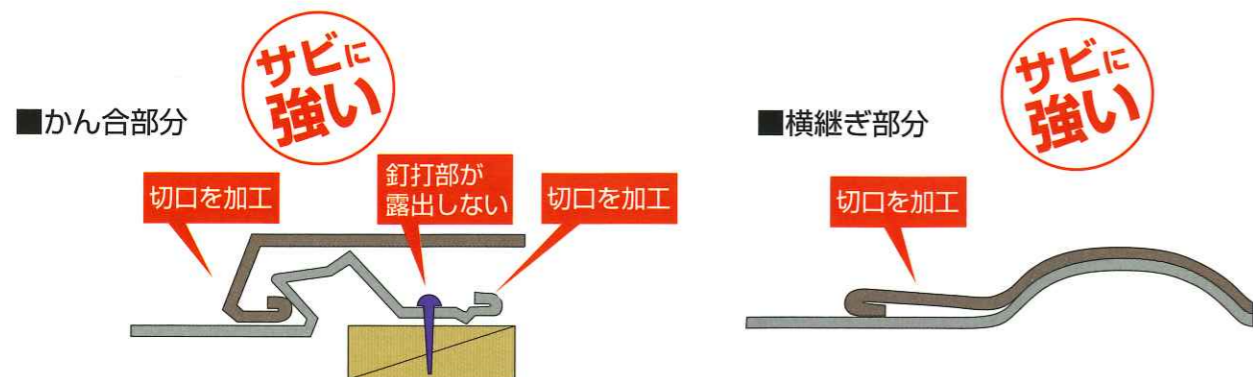 サビに
強い
■かん合部分
切口を加工
釘打部が
露出しない
切口を加工
サビに
強い
■横継ぎ部分
切口を加工